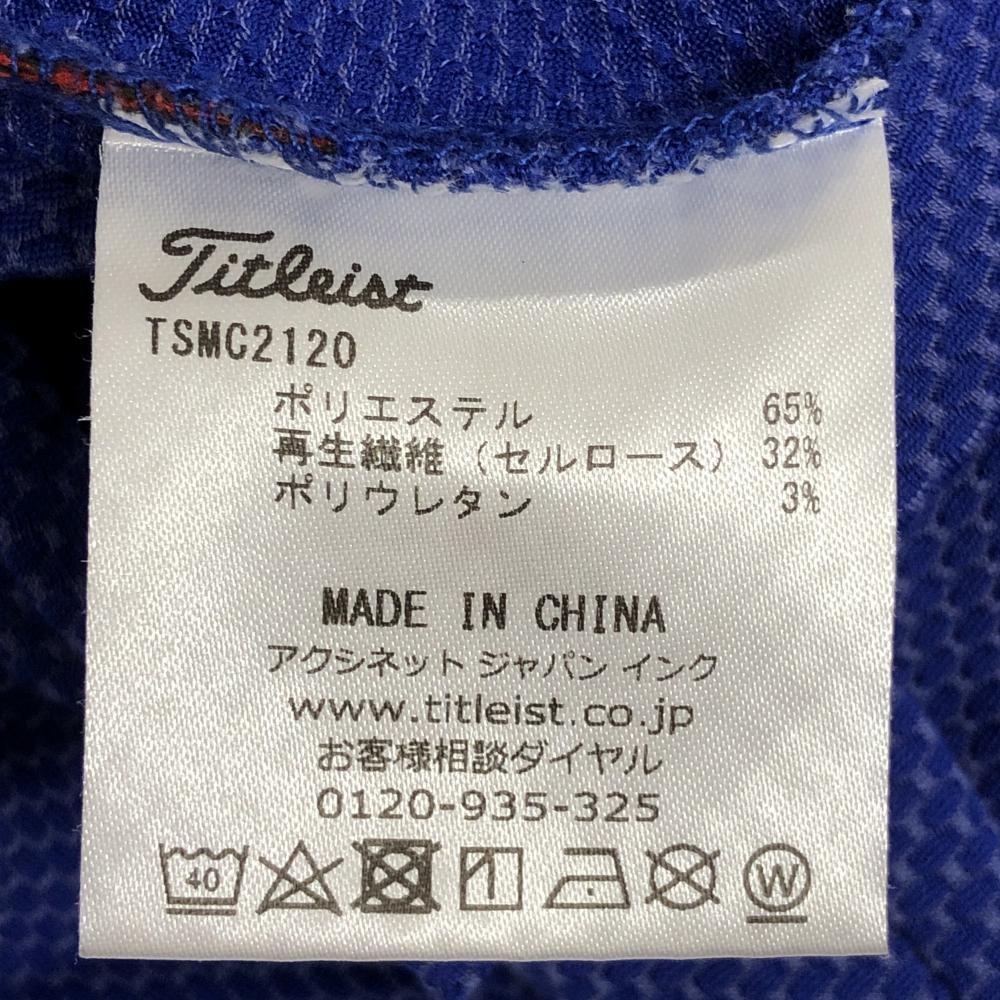 Titleist
TSMC2120
ポリエステル 65%
再生繊維（セルロース） 32%
ポリウレタン 3%
MADE IN CHINA
アクシネット ジャパン インク
www.titleist.co.jp
お客様相談ダイヤル
0120-935-325
40 W